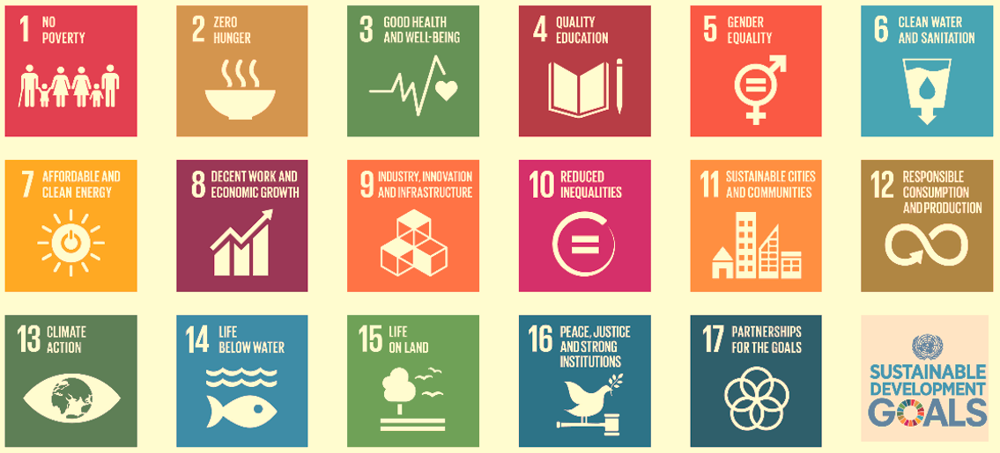 1 NO
POVERTY
2 ZERO
HUNGER
3 GOOD HEALTH
AND WELL-BEING
4 QUALITY
EDUCATION
5 GENDER
EQUALITY
6 CLEAN WATER
AND SANITATION
7 AFFORDABLE AND
CLEAN ENERGY
8 DECENT WORK AND
ECONOMIC GROWTH
9 INDUSTRY, INNOVATION
AND INFRASTRUCTURE
10 REDUCED
INEQUALITIES
11 SUSTAINABLE CITIES
AND COMMUNITIES
12 RESPONSIBLE
CONSUMPTION
AND PRODUCTION
13 CLIMATE
ACTION
14 LIFE
BELOW WATER
15 LIFE
ON LAND
16 PEACE, JUSTICE
AND STRONG
INSTITUTIONS
17 PARTNERSHIPS
FOR THE GOALS
SUSTAINABLE
DEVELOPMENT
GOALS